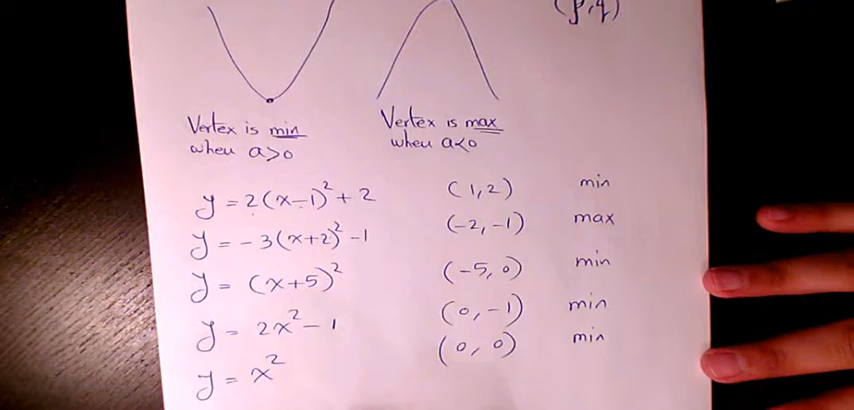 (p,q)
Vertex is min
when a>0
Vertex is max
when a<0
y = 2(x-1)² + 2 (1,2) min
y = -3(x+2)² -1 (-2,-1) max
y = (x+5)² (-5,0) min
y = 2x² - 1 (0,-1) min
y = x² (0,0) min